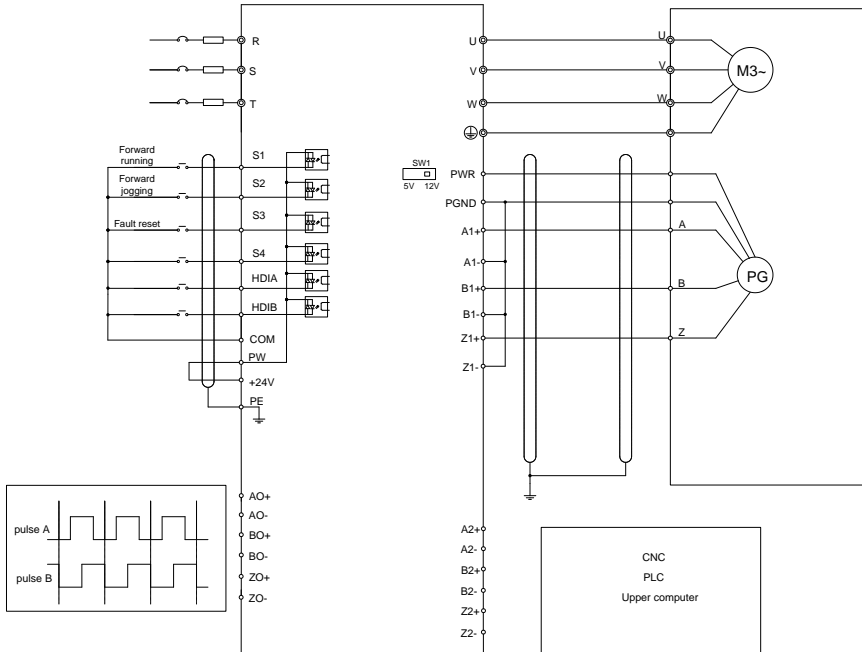 R
S
T
Forward
running
Forward
jogging
Fault reset
S1
S2
S3
S4
HDIA
HDIB
COM
PW
+24V
PE
U
V
W
SW1
5V 12V
PWR
PGND
A1+
A1-
B1+
B1-
Z1+
Z1-
U
V
W
M3~
A
B
Z
PG
pulse A
pulse B
AO+
AO-
BO+
BO-
ZO+
ZO-
A2+
A2-
B2+
B2-
Z2+
Z2-
CNC
PLC
Upper computer